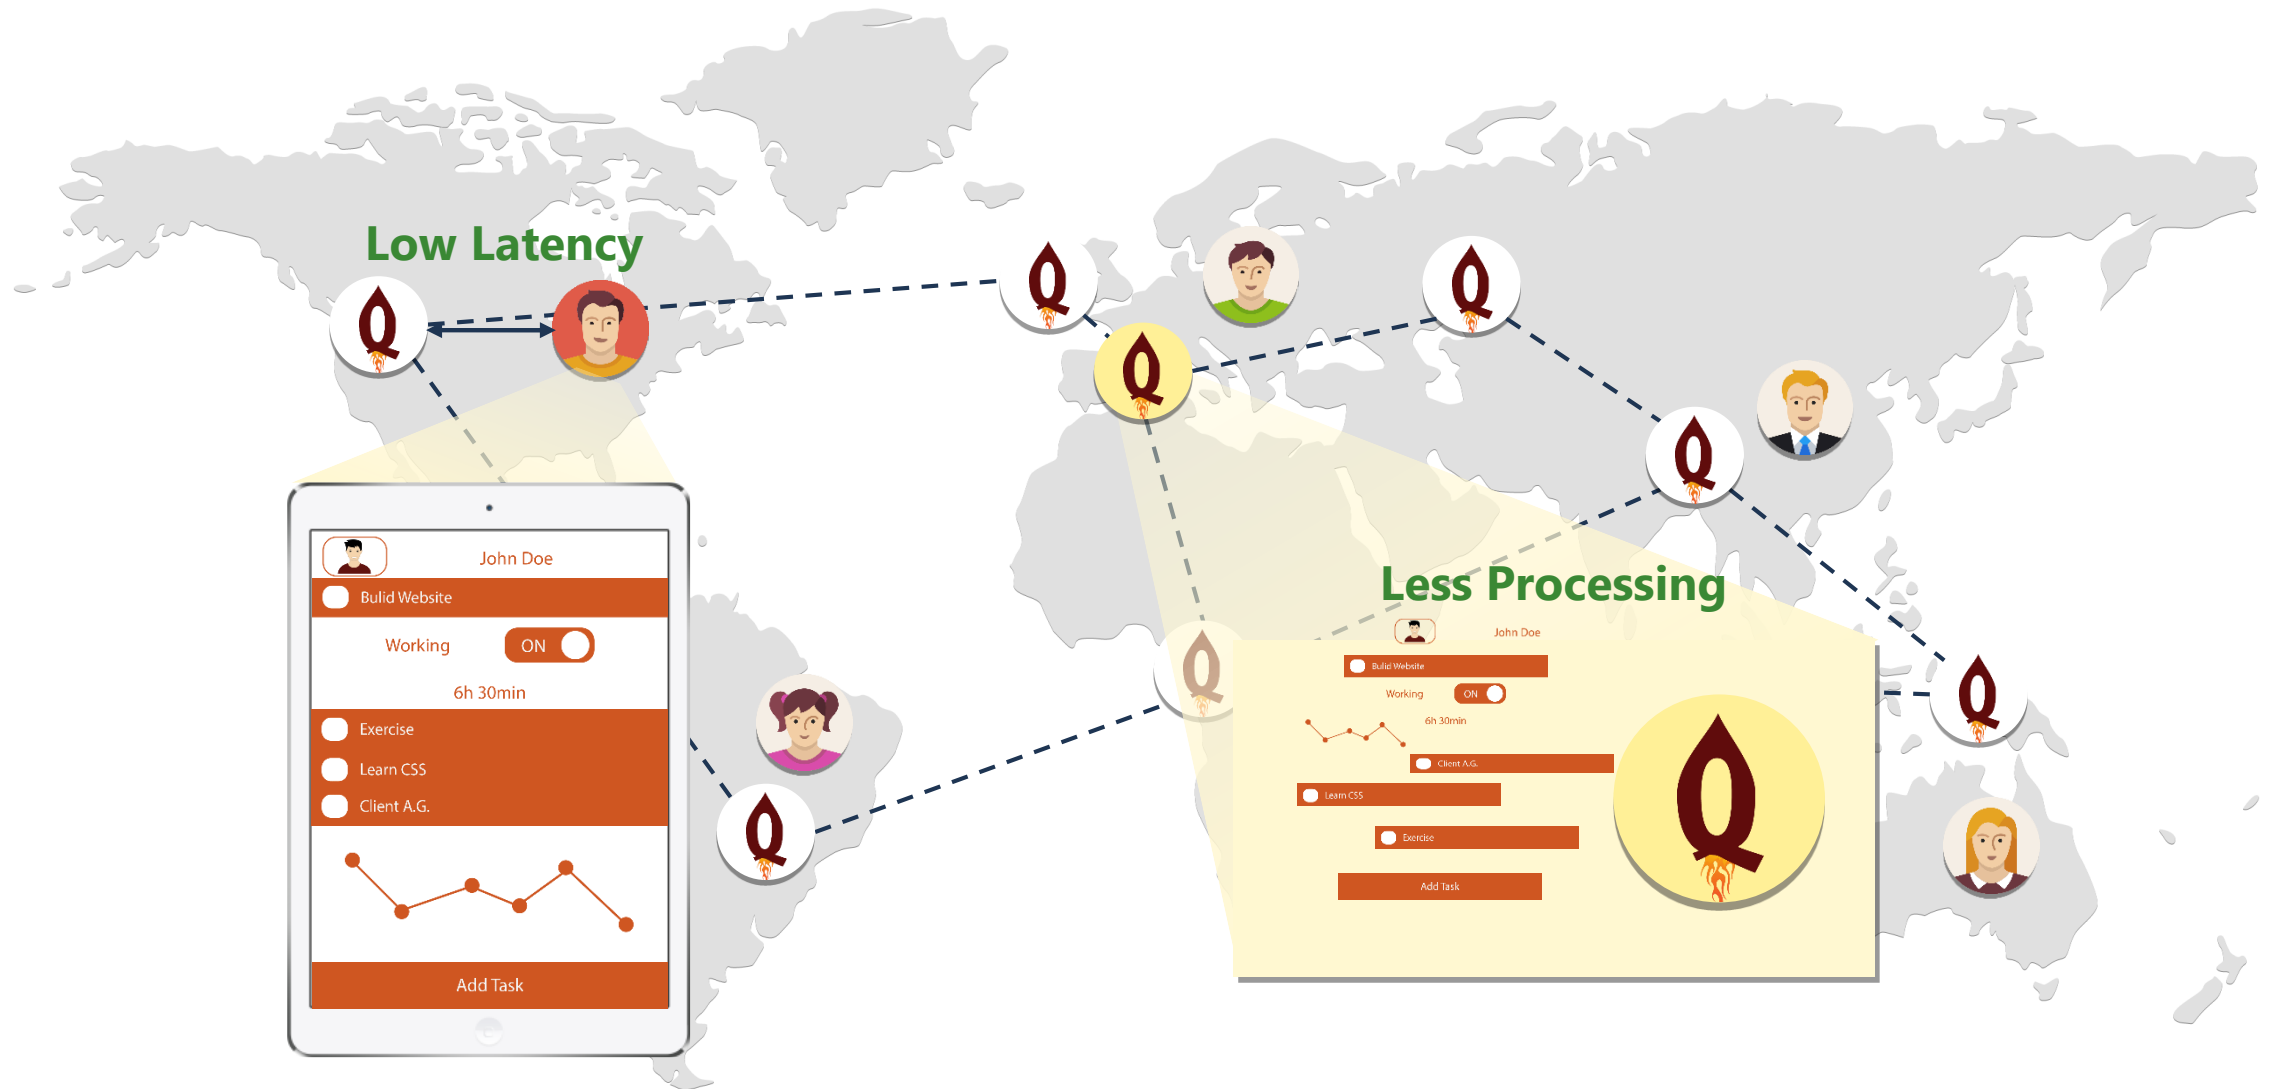 Low Latency
Q
Q
Q
Q
Q
John Doe
Bulid Website
Working
ON
6h 30min
Exercise
Learn CSS
Client A.G.
Add Task
Q
Less Processing
John Doe
Bulid Website
Working
ON
6h 30min
Client A.G.
Learn CSS
Exercise
Add Task
Q
Q
Q